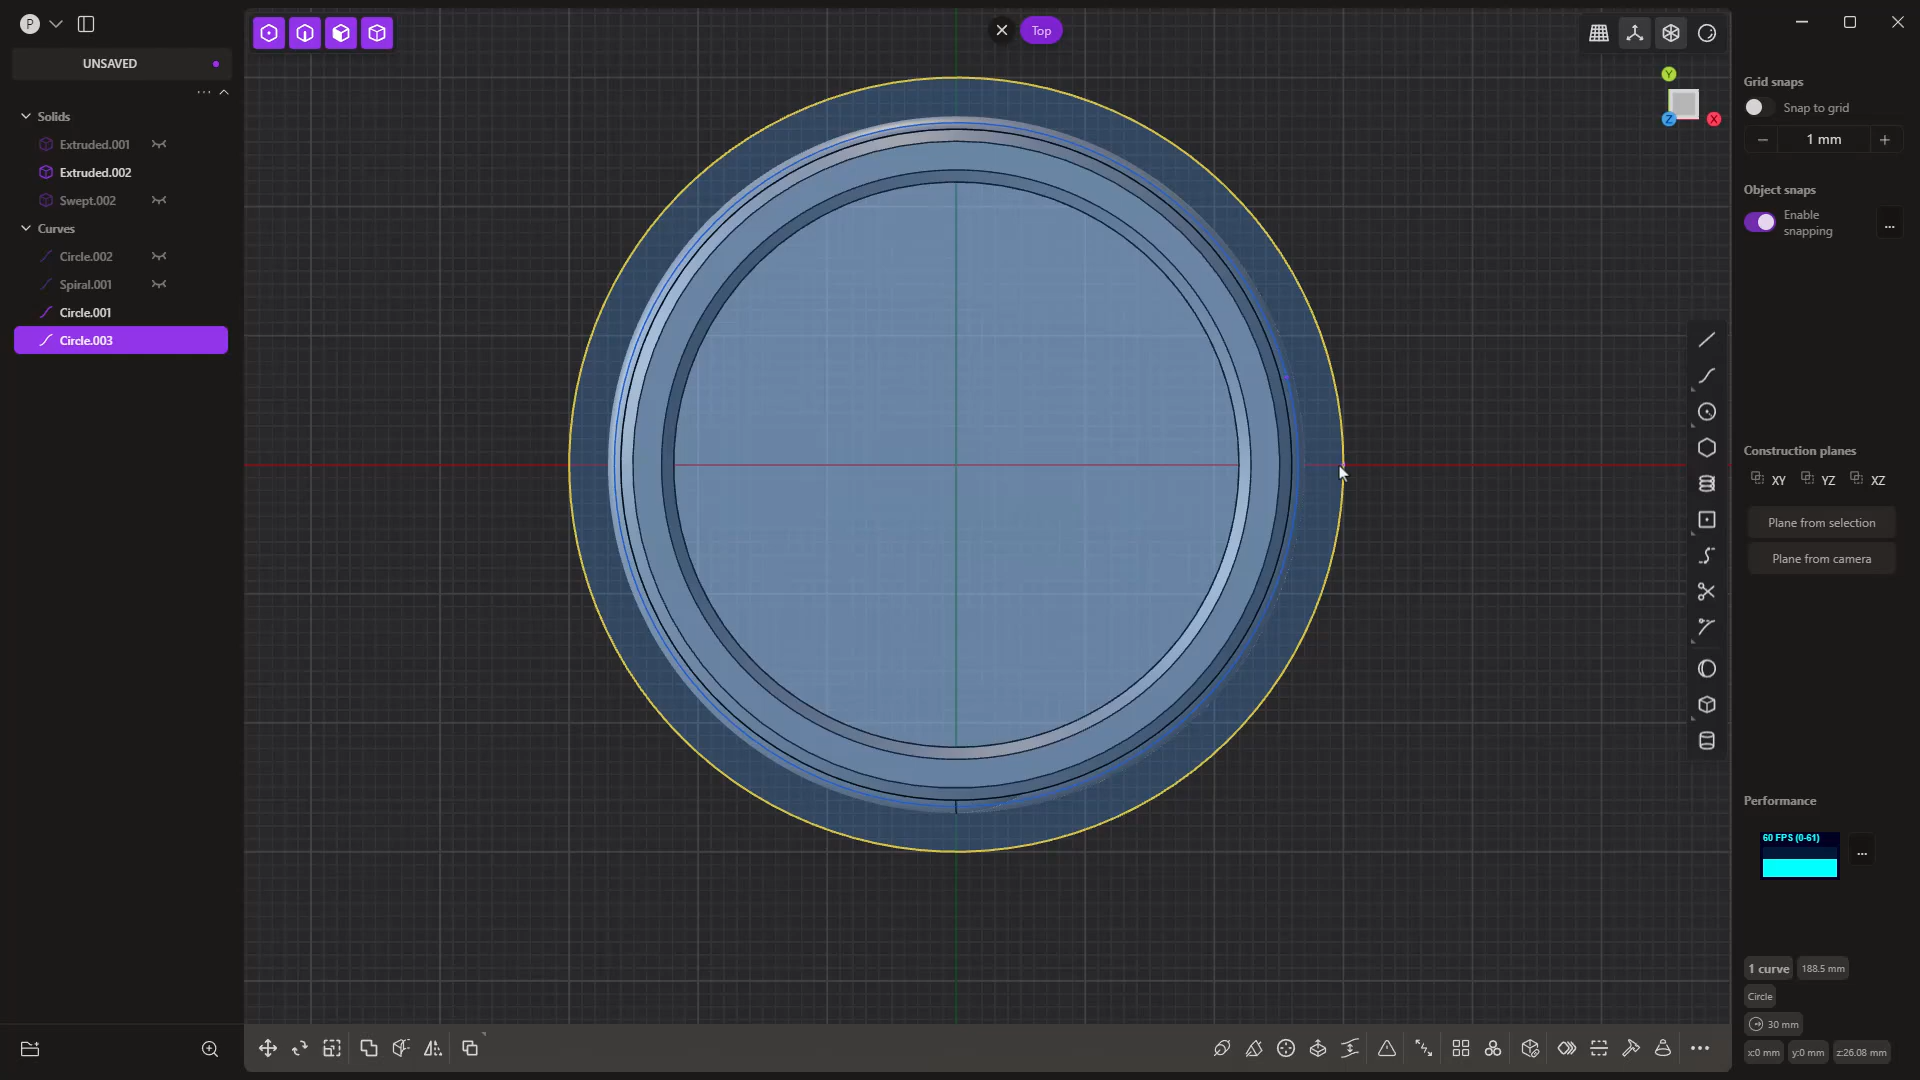 P
UNSAVED
...
Solids
Extruded.001
Extruded.002
Swept.002
Curves
Circle.002
Spiral.001
Circle.001
Circle.003
Top
Y
Z
X
Grid snaps
Snap to grid
1 mm
Object snaps
Enable
snapping
...
Construction planes
XY
YZ
XZ
Plane from selection
Plane from camera
Performance
60 FPS (0-61)
...
1 curve
188.5 mm
Circle
30 mm
x:0 mm
y:0 mm
z:26.08 mm